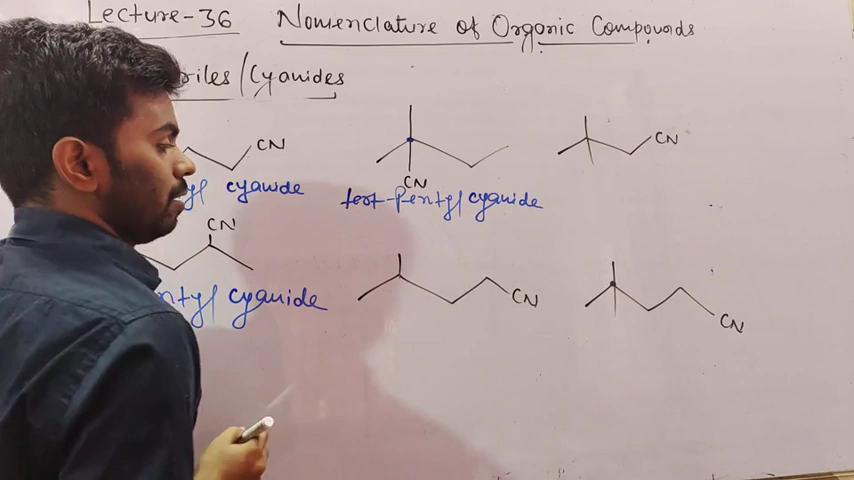 Lecture-36 Nomenclature of Organic Compounds
riles/Cyanides
CN
CN
CN
yl cyanide
tert-Pentyl cyanide
CN
ntyl cyanide
CN
CN